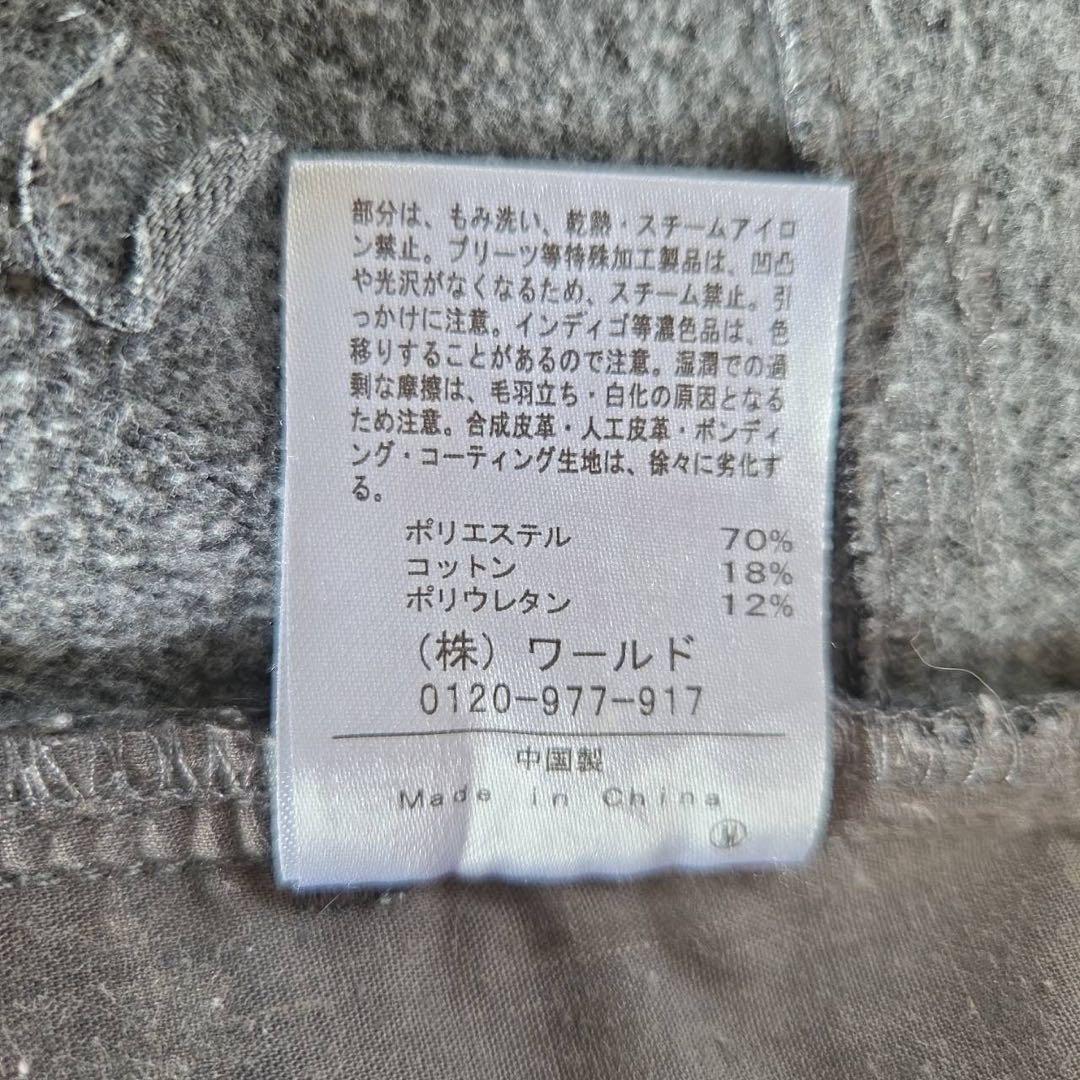 部分は、もみ洗い、乾熱・スチームアイロ
ン禁止。プリーツ等特殊加工製品は、凹凸
や光沢がなくなるため、スチーム禁止。引
っかけに注意。インディゴ等濃色品は、色
移りすることがあるので注意。湿潤での過
剰な摩擦は、毛羽立ち・白化の原因となる
ため注意。合成皮革・人工皮革・ボンディ
ング・コーティング生地は、徐々に劣化す
る。
ポリエステル 70%
コットン 18%
ポリウレタン 12%
(株) ワールド
0120-977-917
中国製
Made in China
M